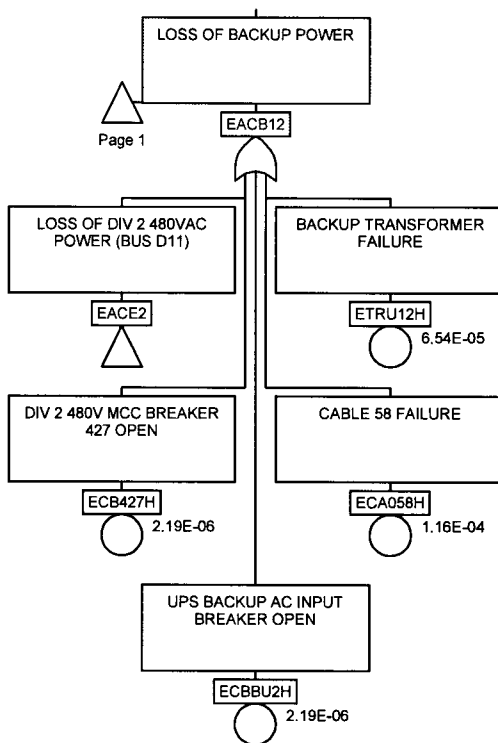 LOSS OF BACKUP POWER
Page 1
EACB12
LOSS OF DIV 2 480VAC
POWER (BUS D11)
EACE2
BACKUP TRANSFORMER
FAILURE
ETRU12H
6.54E-05
DIV 2 480V MCC BREAKER
427 OPEN
ECB427H
2.19E-06
CABLE 58 FAILURE
ECA058H
1.16E-04
UPS BACKUP AC INPUT
BREAKER OPEN
ECBBU2H
2.19E-06